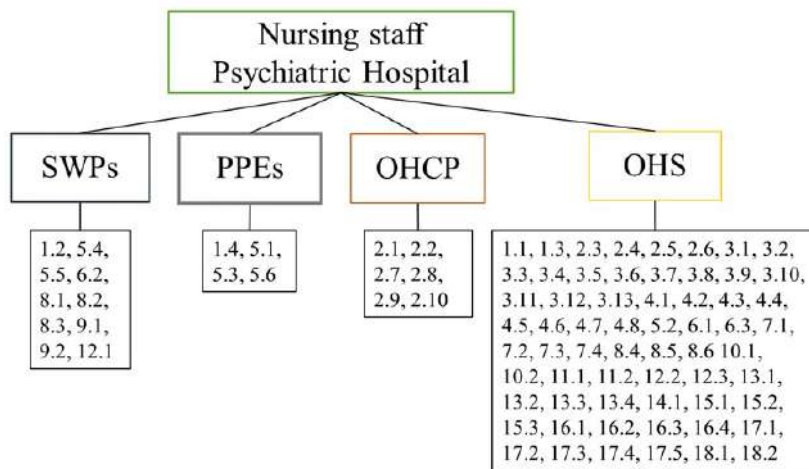 Nursing staff
Psychiatric Hospital
SWPs
PPEs
OHCP
OHS
1.2, 5.4,
5.5, 6.2,
8.1, 8.2,
8.3, 9.1,
9.2, 12.1
1.4, 5.1,
5.3, 5.6
2.1, 2.2,
2.7, 2.8,
2.9, 2.10
1.1, 1.3, 2.3, 2.4, 2.5, 2.6, 3.1, 3.2,
3.3, 3.4, 3.5, 3.6, 3.7, 3.8, 3.9, 3.10,
3.11, 3.12, 3.13, 4.1, 4.2, 4.3, 4.4,
4.5, 4.6, 4.7, 4.8, 5.2, 6.1, 6.3, 7.1,
7.2, 7.3, 7.4, 8.4, 8.5, 8.6 10.1,
10.2, 11.1, 11.2, 12.2, 12.3, 13.1,
13.2, 13.3, 13.4, 14.1, 15.1, 15.2,
15.3, 16.1, 16.2, 16.3, 16.4, 17.1,
17.2, 17.3, 17.4, 17.5, 18.1, 18.2